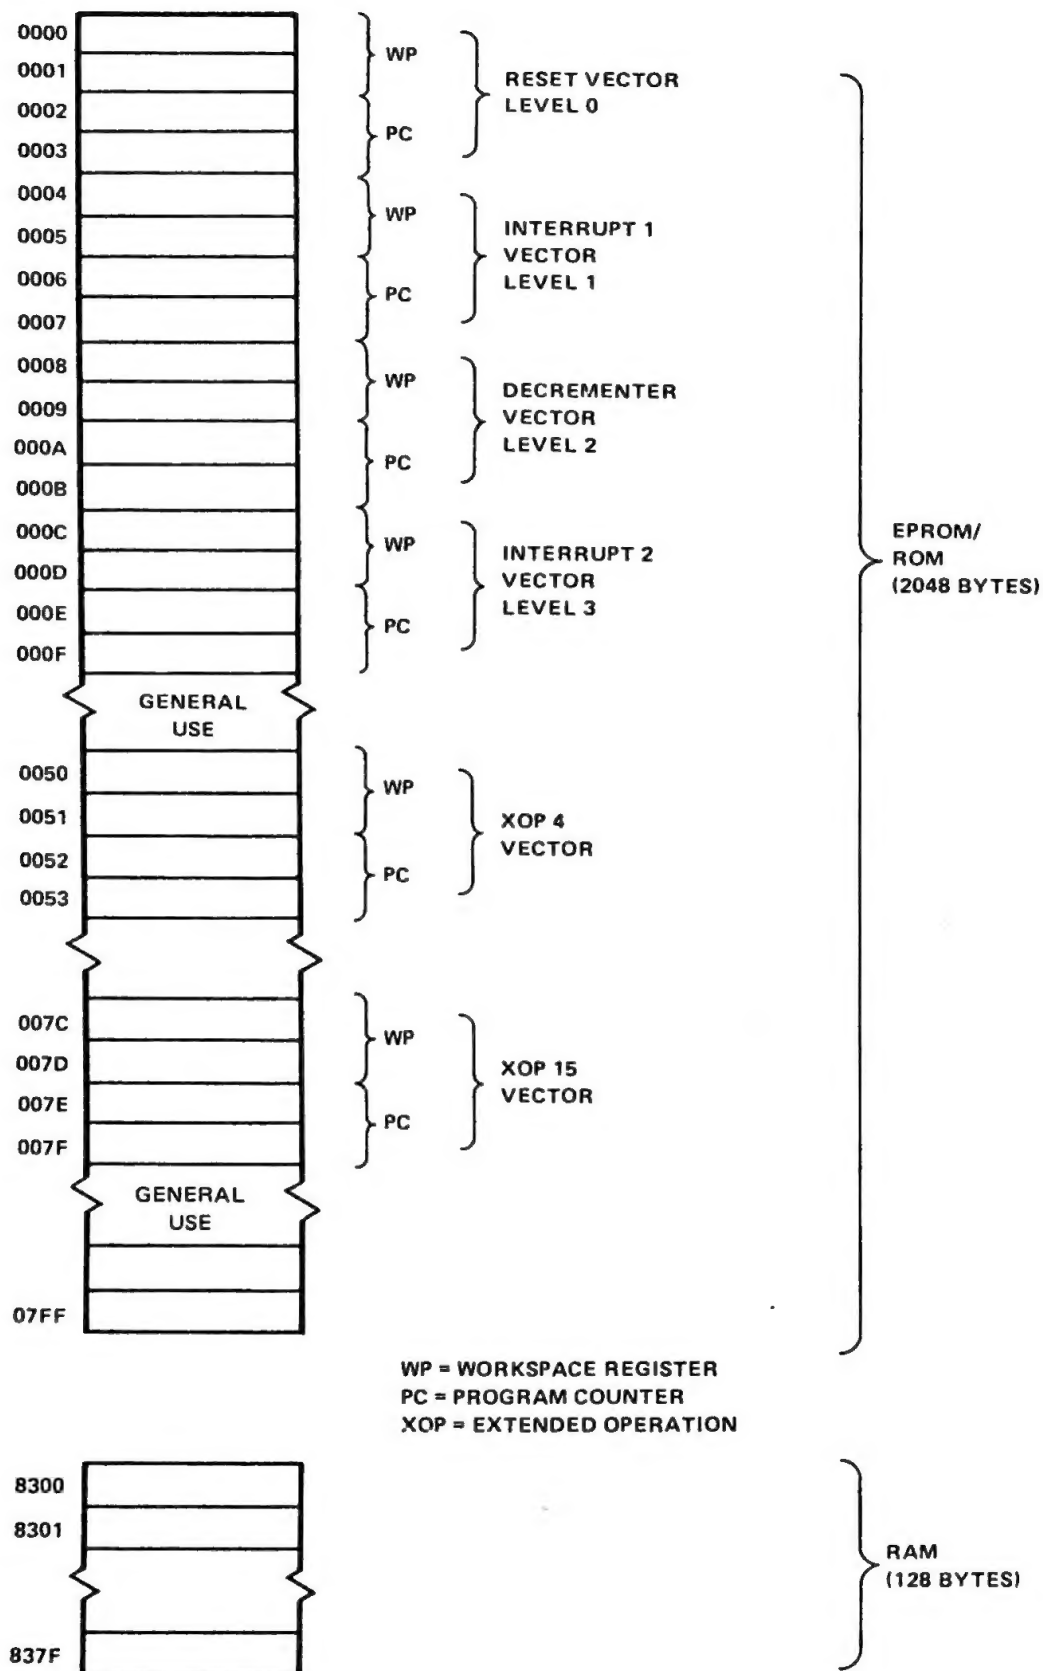 0000
0001
0002
0003
WP
PC
RESET VECTOR
LEVEL 0
0004
0005
0006
0007
WP
PC
INTERRUPT 1
VECTOR
LEVEL 1
0008
0009
000A
000B
WP
PC
DECREMENTER
VECTOR
LEVEL 2
000C
000D
000E
000F
WP
PC
INTERRUPT 2
VECTOR
LEVEL 3
EPROM/
ROM
(2048 BYTES)
GENERAL
USE
0050
0051
0052
0053
WP
PC
XOP 4
VECTOR
007C
007D
007E
007F
WP
PC
XOP 15
VECTOR
GENERAL
USE
07FF
WP = WORKSPACE REGISTER
PC = PROGRAM COUNTER
XOP = EXTENDED OPERATION
8300
8301
837F
RAM
(128 BYTES)